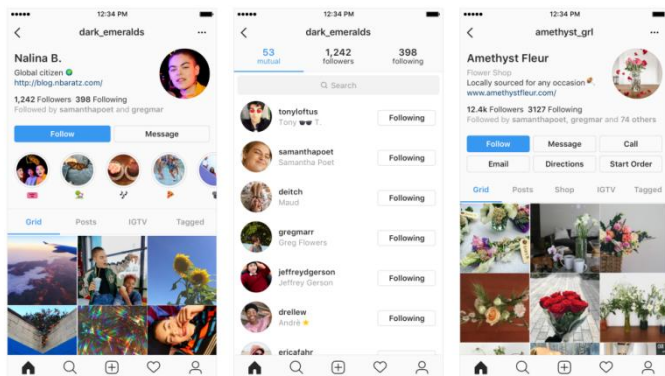 12:34 PM
dark_emeralds
Nalina B.
Global citizen
http://blog.nbaratz.com/
1,242 Followers 398 Following
Followed by samanthapoet and gregmar
Follow
Message
Grid Posts IGTV Tagged
12:34 PM
dark_emeralds
53 1,242 398
mutual followers following
Search
tonyloftus
Tony T.
Following
samanthapoet
Samantha Poet
Following
deitch
Maud
Following
gregmarr
Greg Flowers
Following
jeffreydgerson
Jeffrey Gerson
Following
drellew
André
Following
ericafahr
12:34 PM
amethyst_grl
Amethyst Fleur
Flower Shop
Locally sourced for any occasion
www.amethystfleur.com/
12.4k Followers 3127 Following
Followed by samanthapoet, gregmar and 74 others
Follow Message Call
Email Directions Start Order
Grid Posts Shop IGTV Tagged